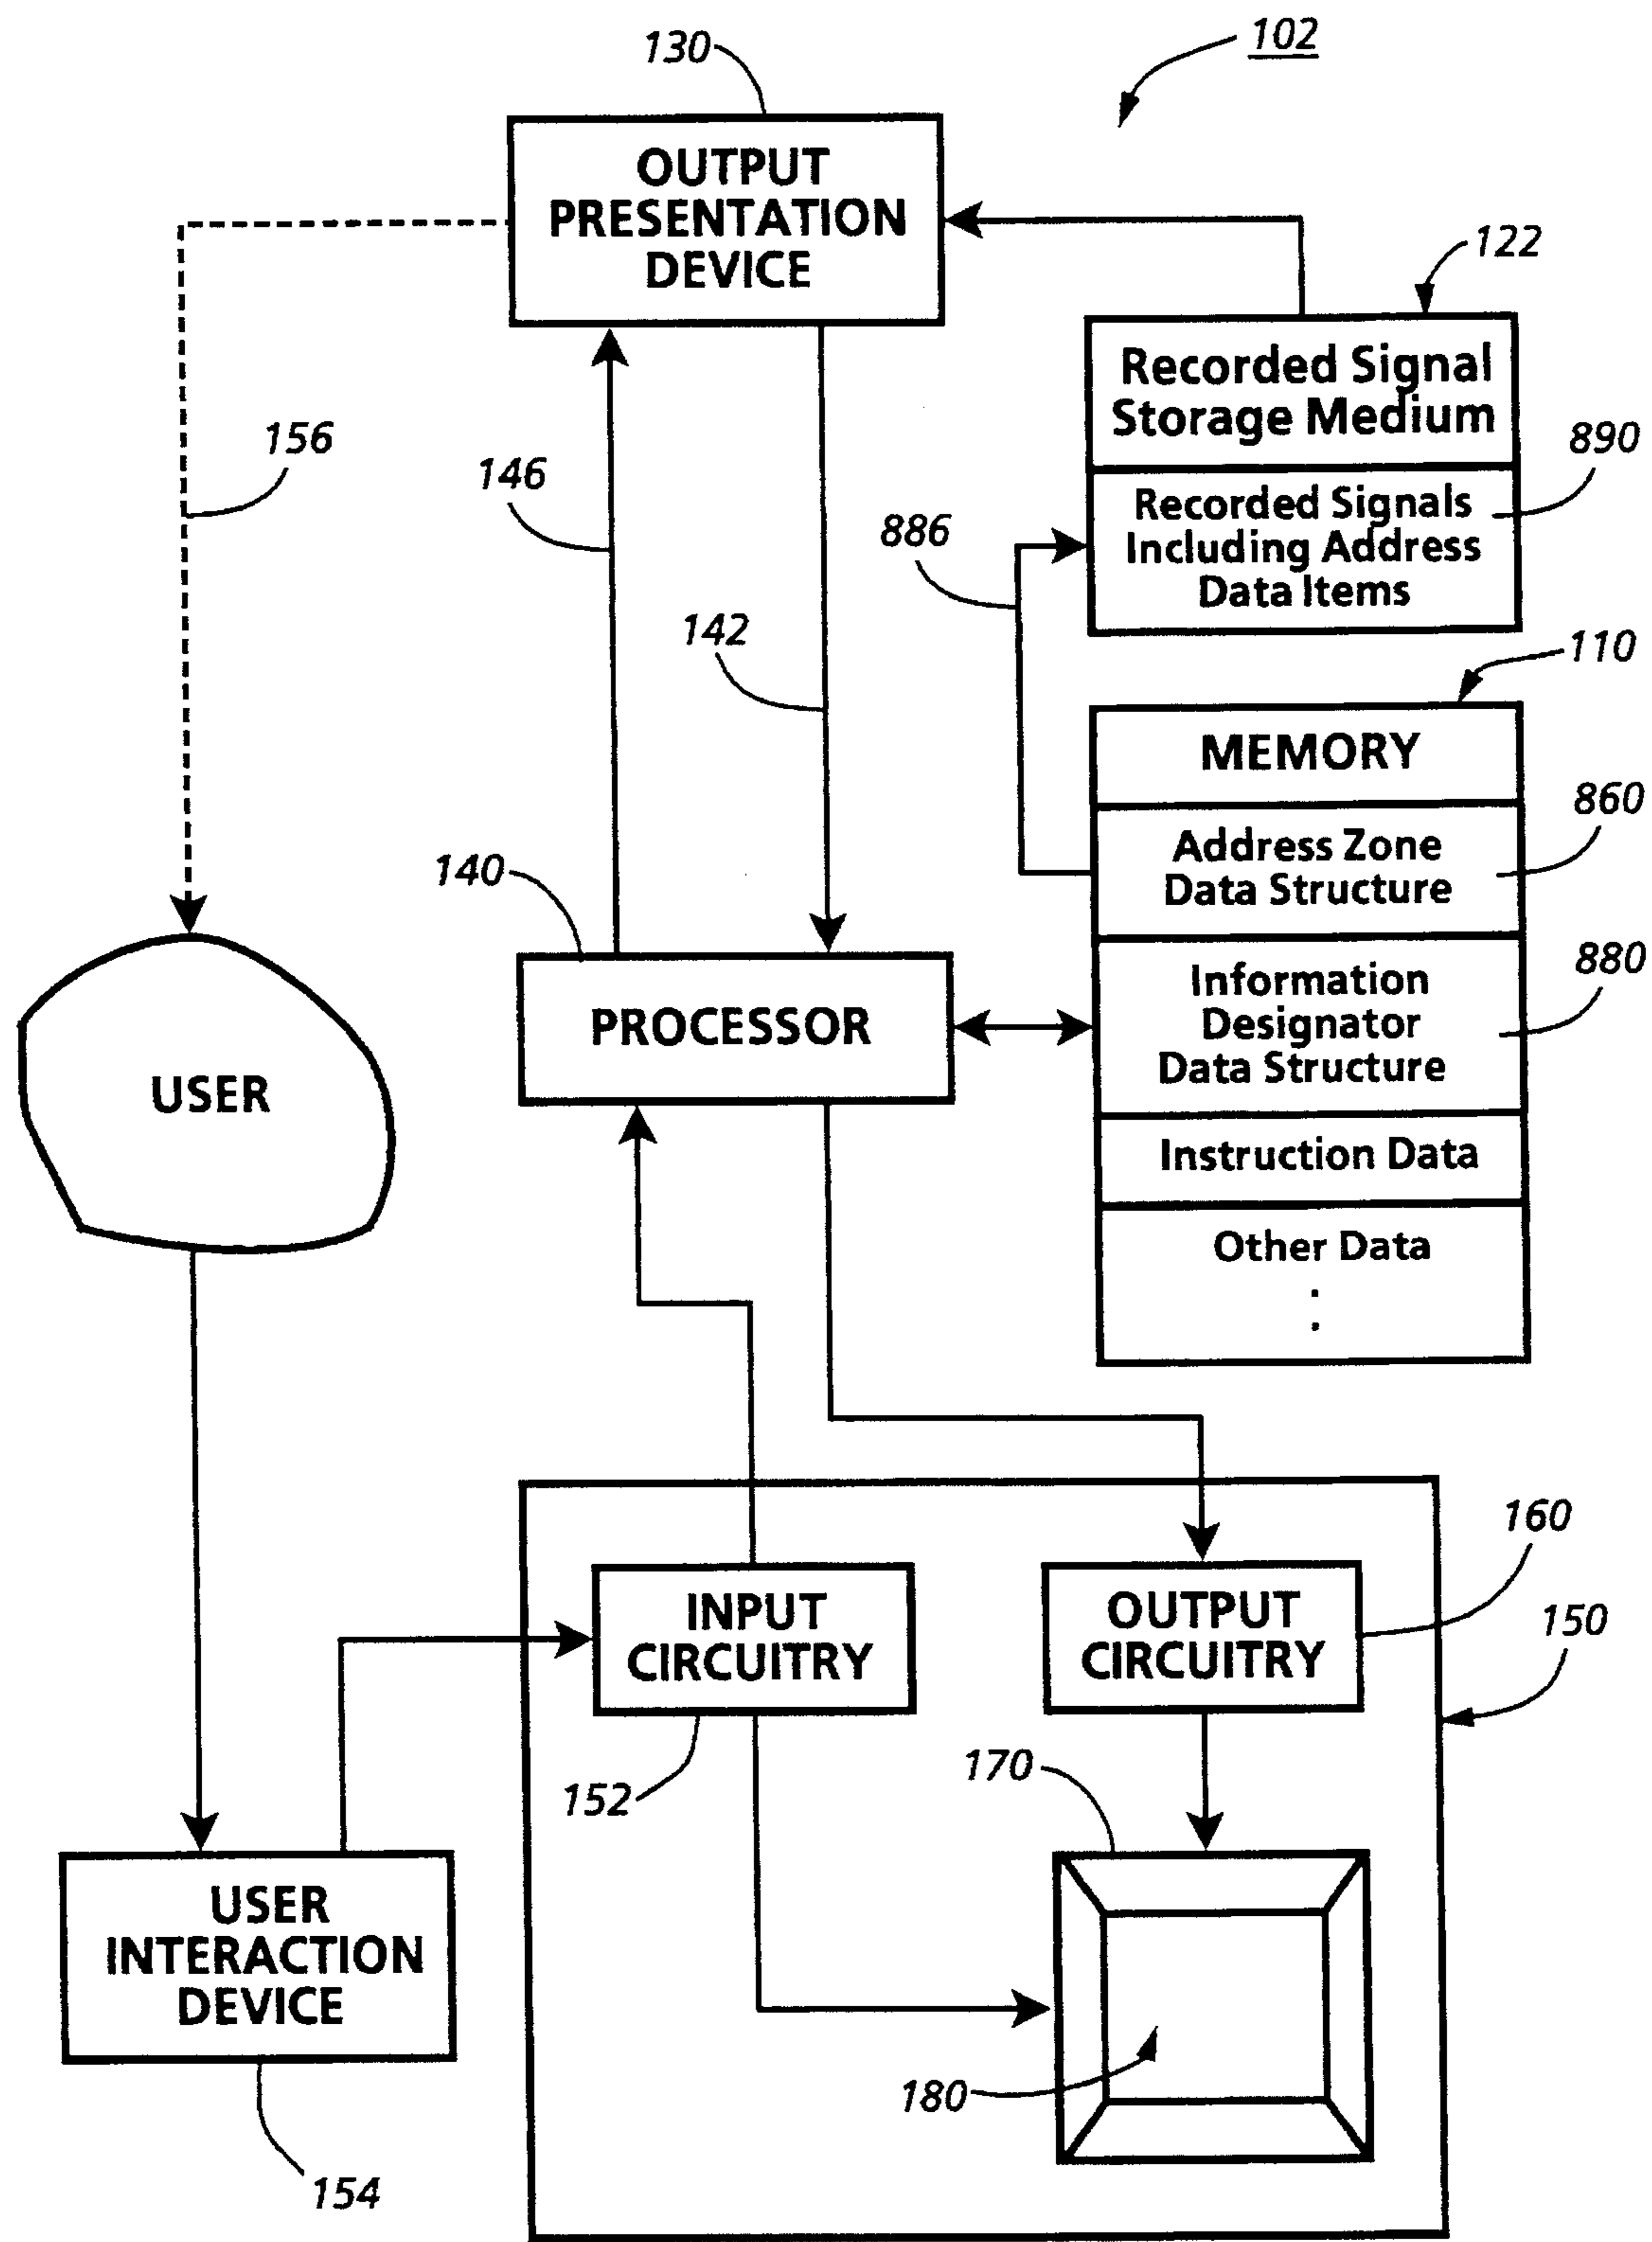 102
130
OUTPUT
PRESENTATION
DEVICE
122
Recorded Signal
Storage Medium
890
Recorded Signals
Including Address
Data Items
156
146
886
142
110
MEMORY
860
Address Zone
Data Structure
140
880
Information
Designator
Data Structure
PROCESSOR
USER
Instruction Data
Other Data
.
.
160
INPUT
CIRCUITRY
OUTPUT
CIRCUITRY
150
152
170
USER
INTERACTION
DEVICE
180
154